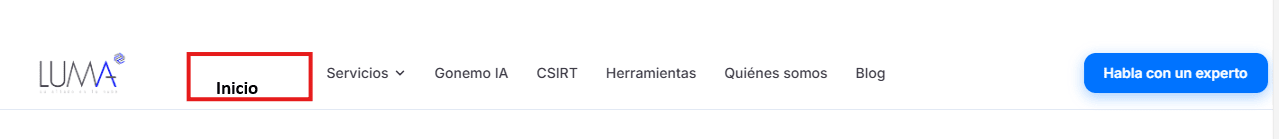 LUMA
Inicio
Servicios
Gonemo IA
CSIRT
Herramientas
Quiénes somos
Blog
Habla con un experto